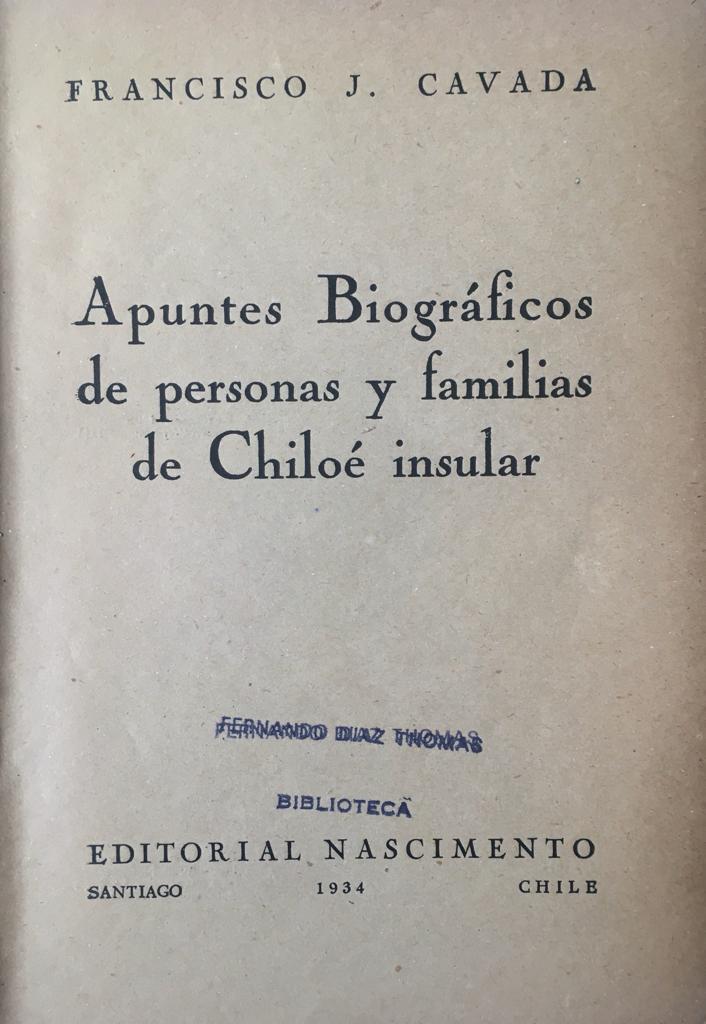 FRANCISCO J. CAVADA
Apuntes Biográficos
de personas y familias
de Chiloé insular
FERNANDO DIAZ THOMAS
BIBLIOTECA
EDITORIAL NASCIMENTO
SANTIAGO 1934 CHILE